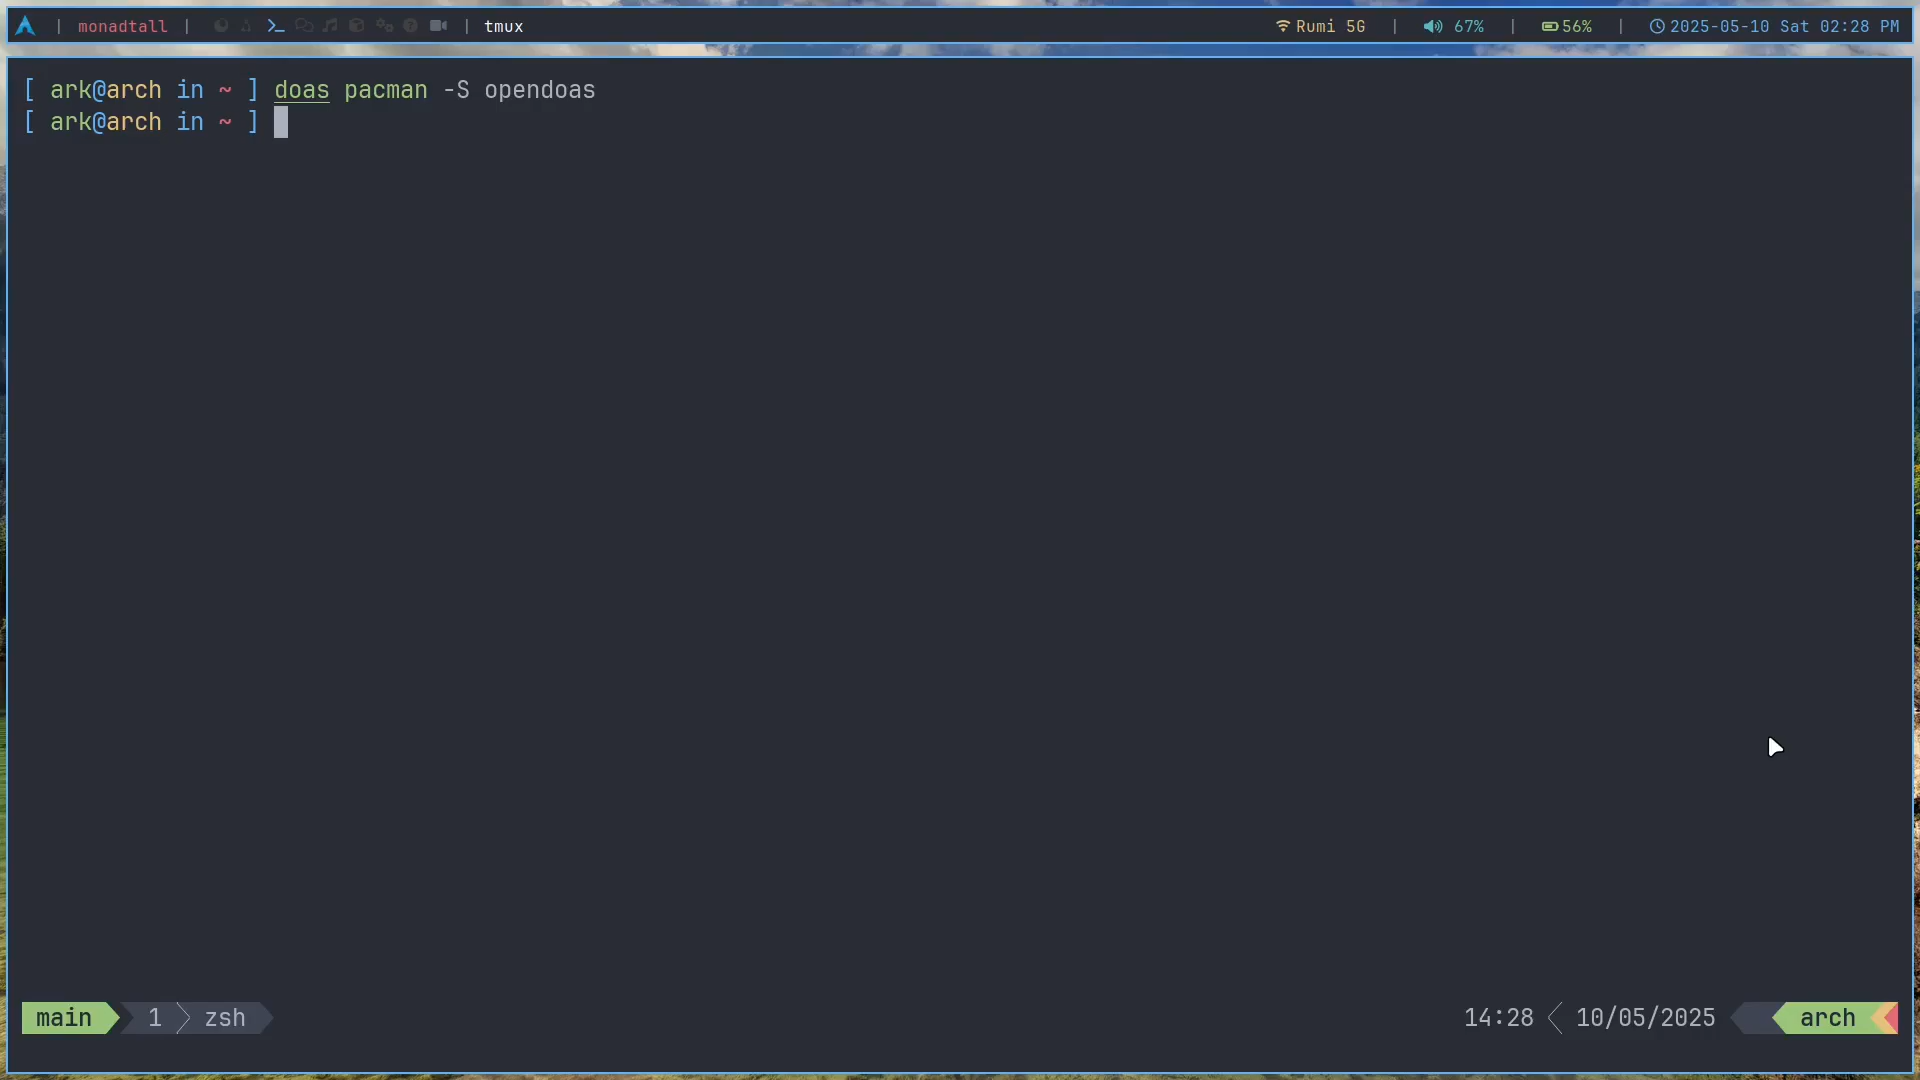 | monadtall | | tmux Rumi 5G | 67% | 56% | 2025-05-10 Sat 02:28 PM
[ ark@arch in ~ ] doas pacman -S opendoas
[ ark@arch in ~ ]
main 1 zsh 14:28 10/05/2025 arch